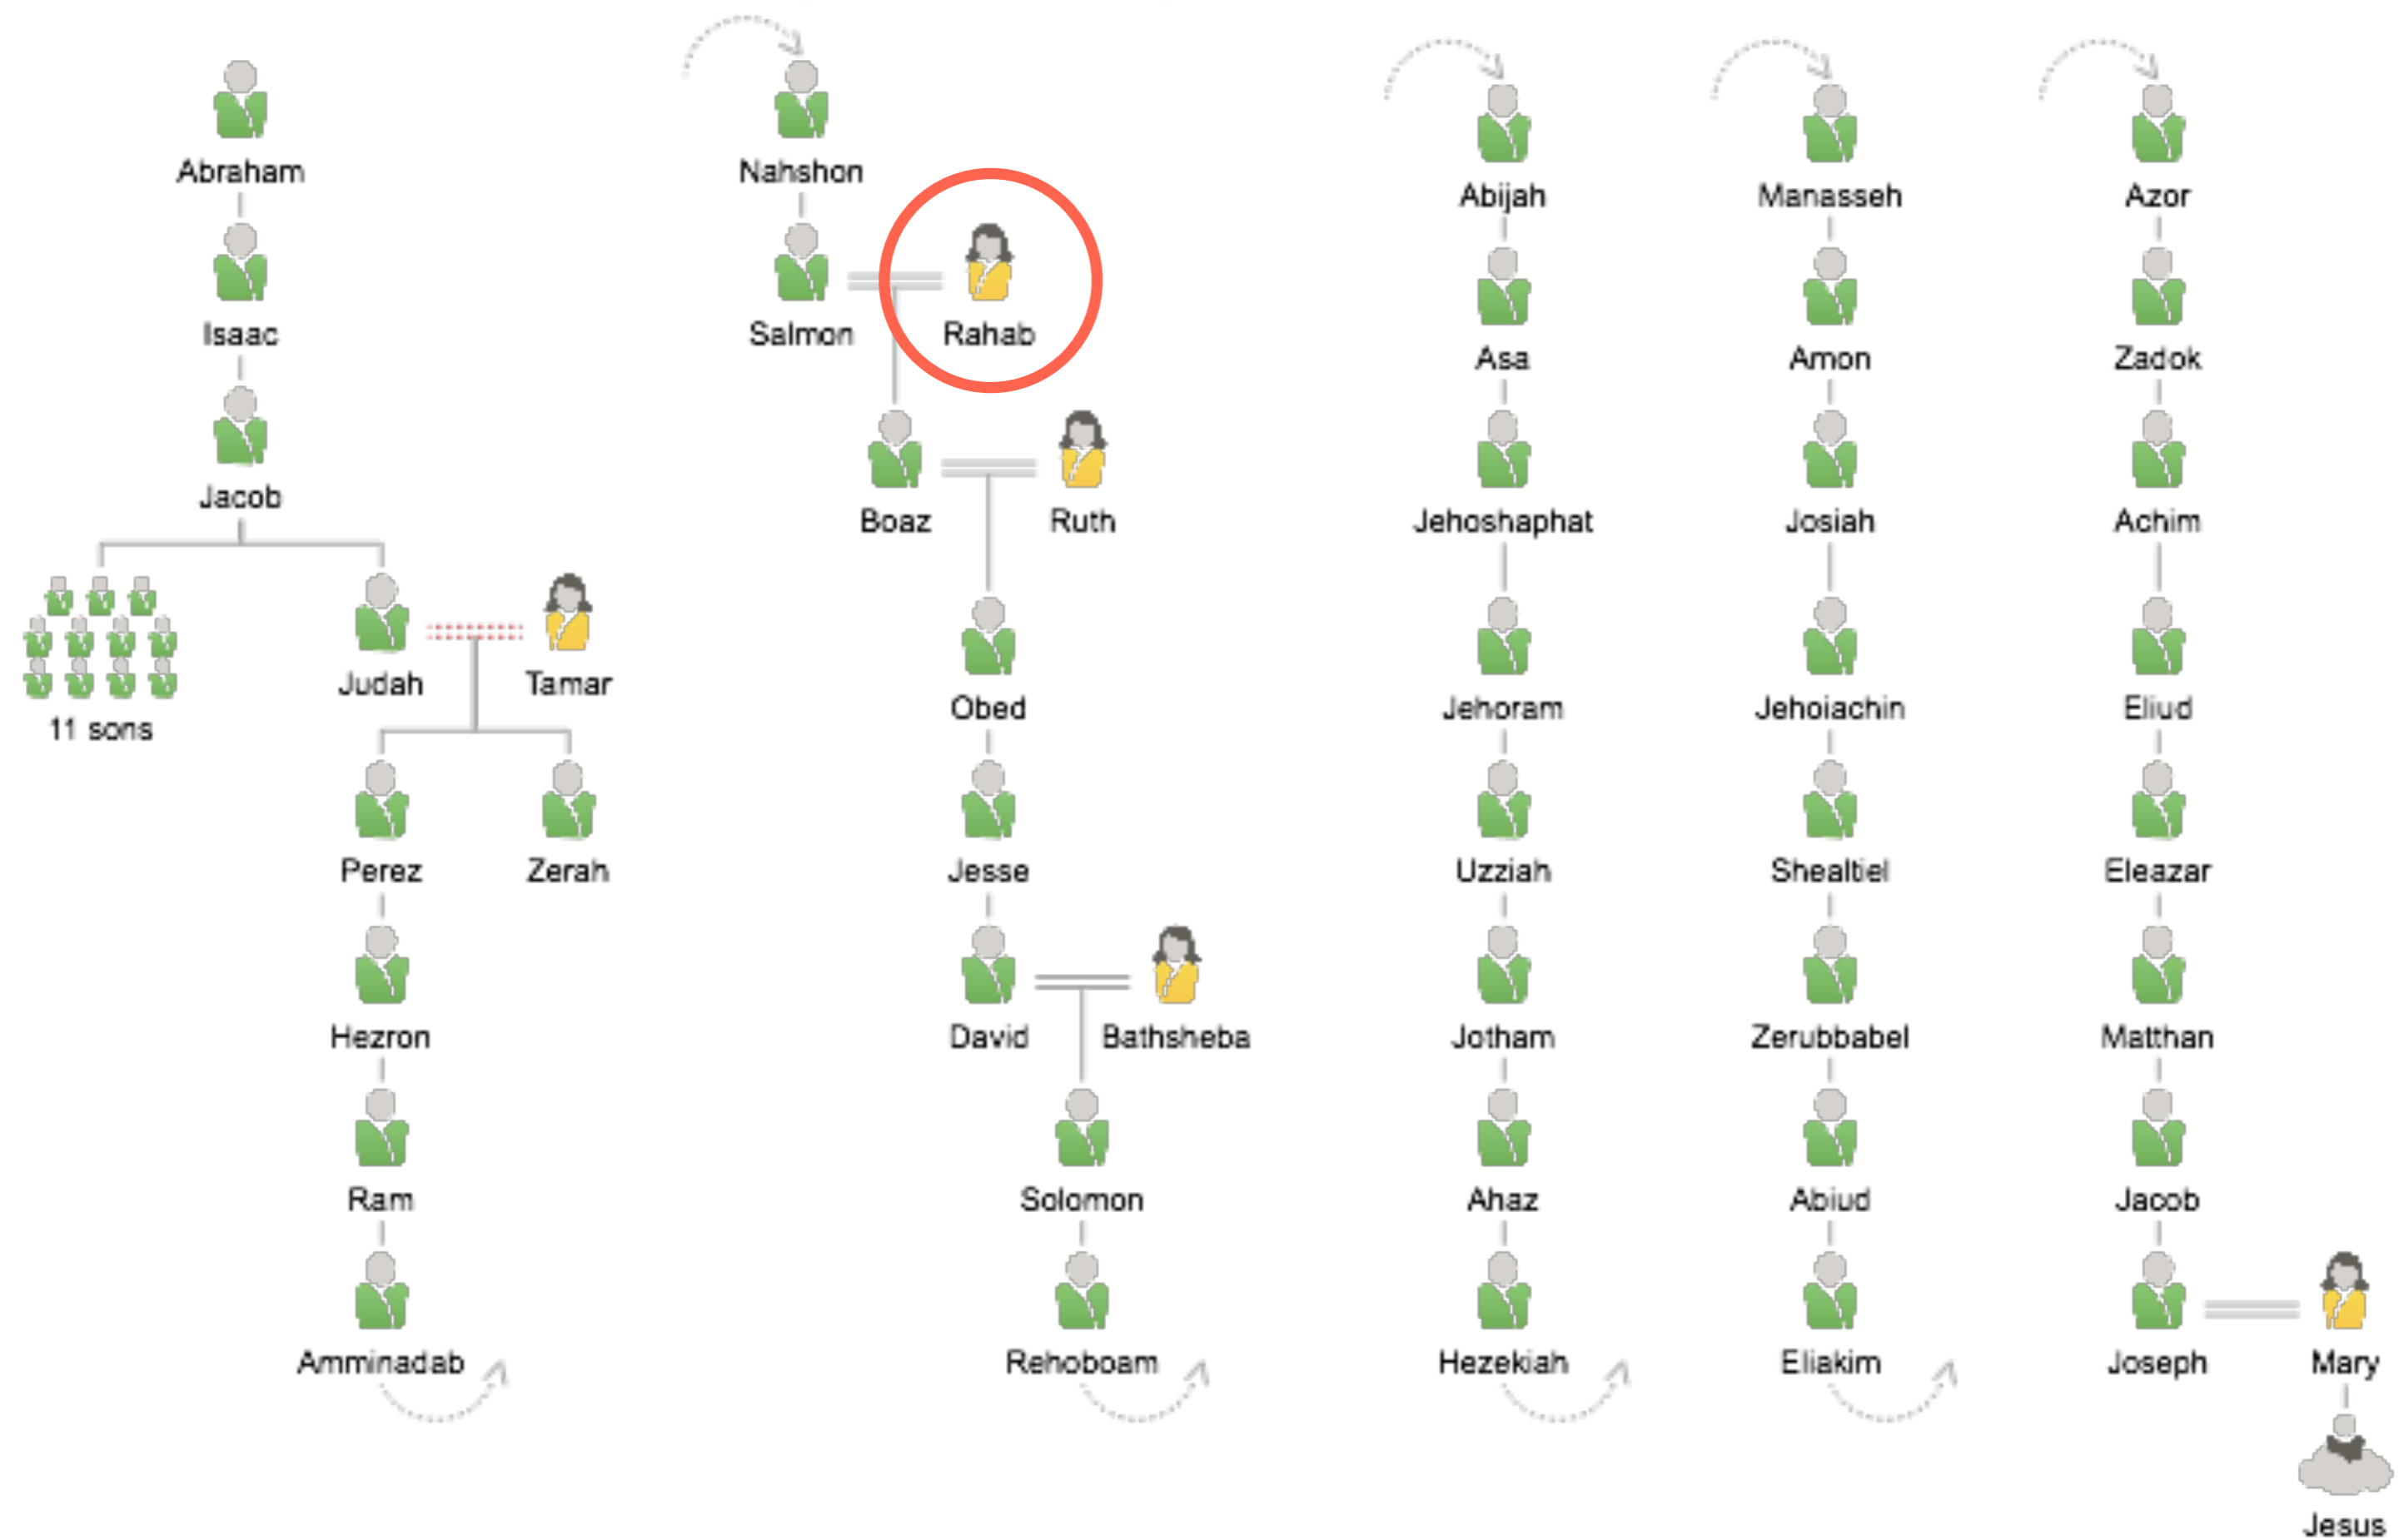 Abraham
Isaac
Jacob
11 sons
Judah
Tamar
Perez
Zerah
Hezron
Ram
Amminadab
Nahshon
Salmon
Rahab
Boaz
Ruth
Obed
Jesse
David
Bathsheba
Solomon
Rehoboam
Abijah
Asa
Jehoshaphat
Jehoram
Uzziah
Jotham
Ahaz
Hezekiah
Manasseh
Amon
Josiah
Jehoiachin
Shealtiel
Zerubbabel
Abiud
Eliakim
Azor
Zadok
Achim
Eliud
Eleazar
Matthan
Jacob
Joseph
Mary
Jesus